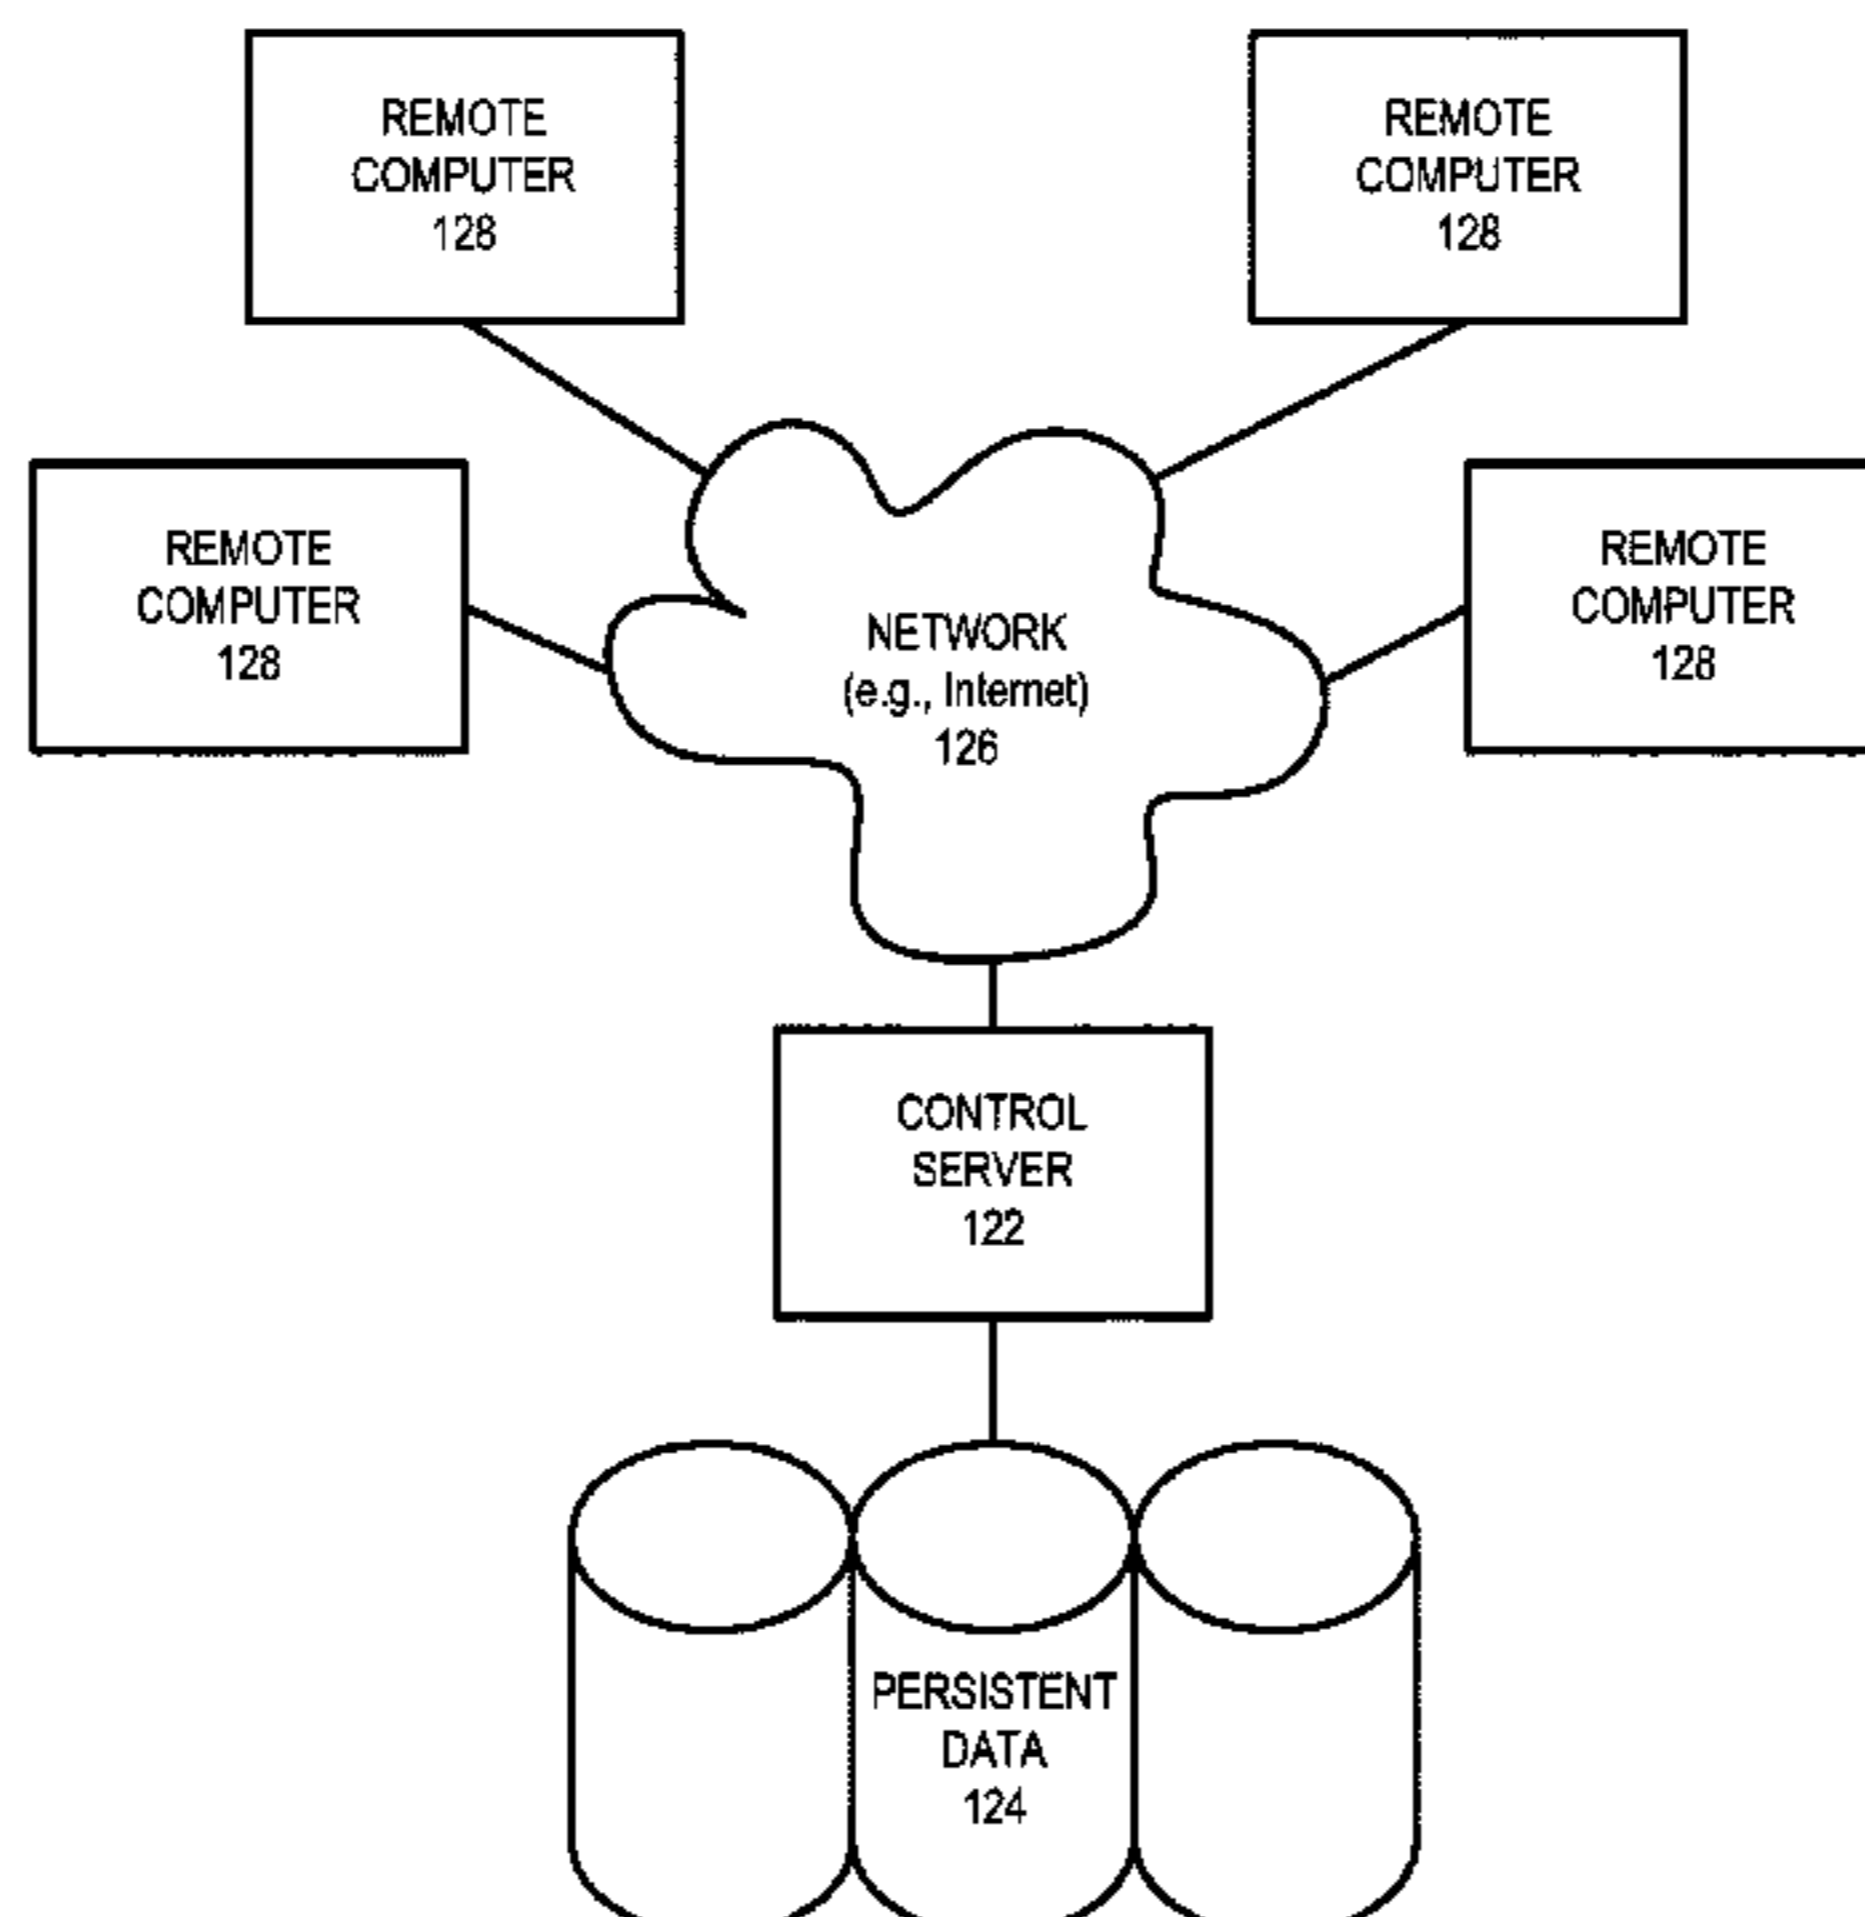 REMOTE
COMPUTER
128
REMOTE
COMPUTER
128
REMOTE
COMPUTER
128
NETWORK
(e.g., Internet)
126
REMOTE
COMPUTER
128
CONTROL
SERVER
122
PERSISTENT
DATA
124